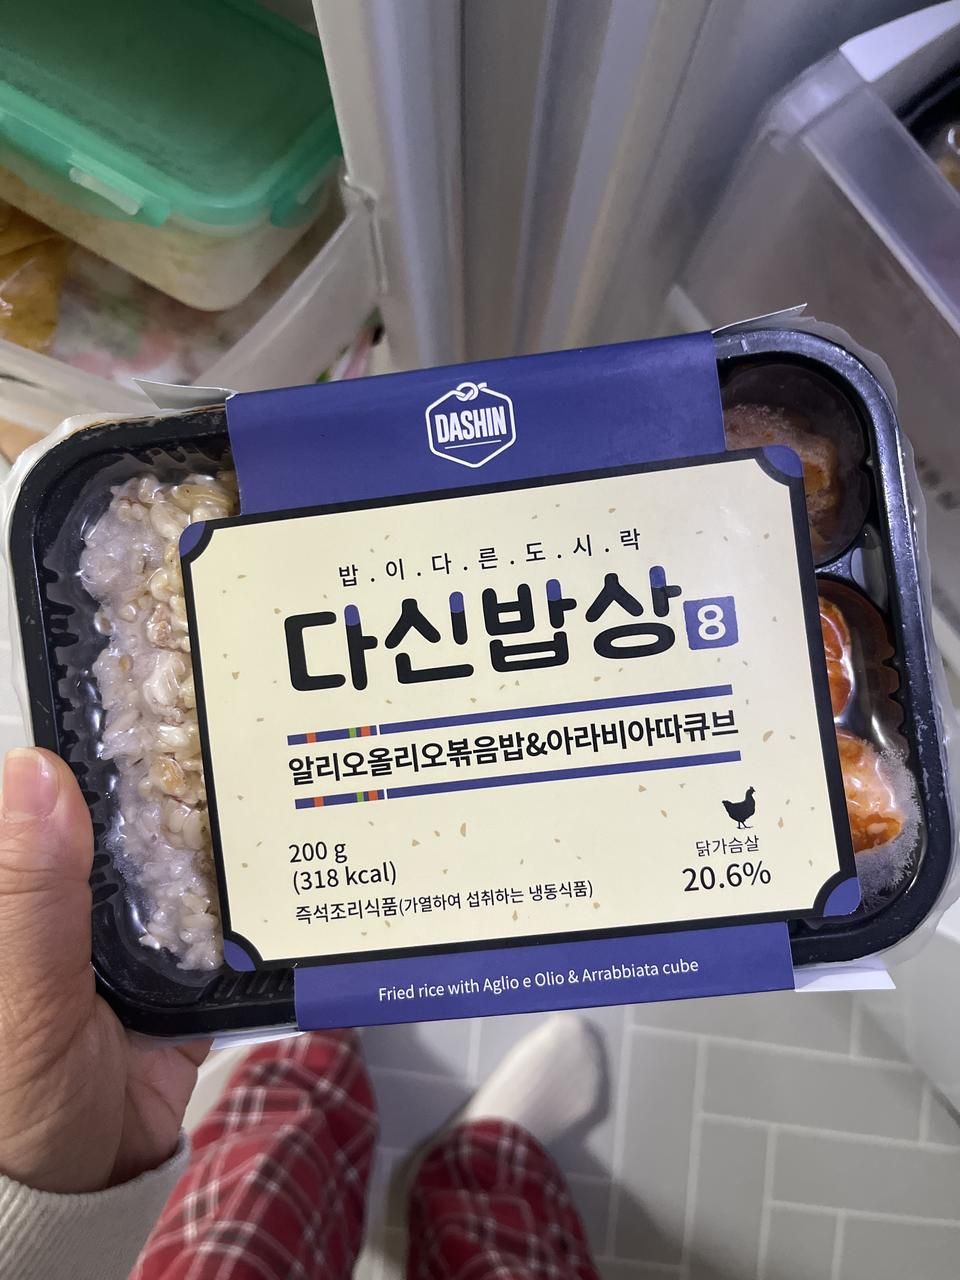 DASHIN
밥.이.다.른.도.시.락
다신밥상 8
알리오올리오볶음밥&아라비아따큐브
200 g
(318 kcal)
즉석조리식품(가열하여 섭취하는 냉동식품)
닭가슴살
20.6%
Fried rice with Aglio e Olio & Arrabbiata cube